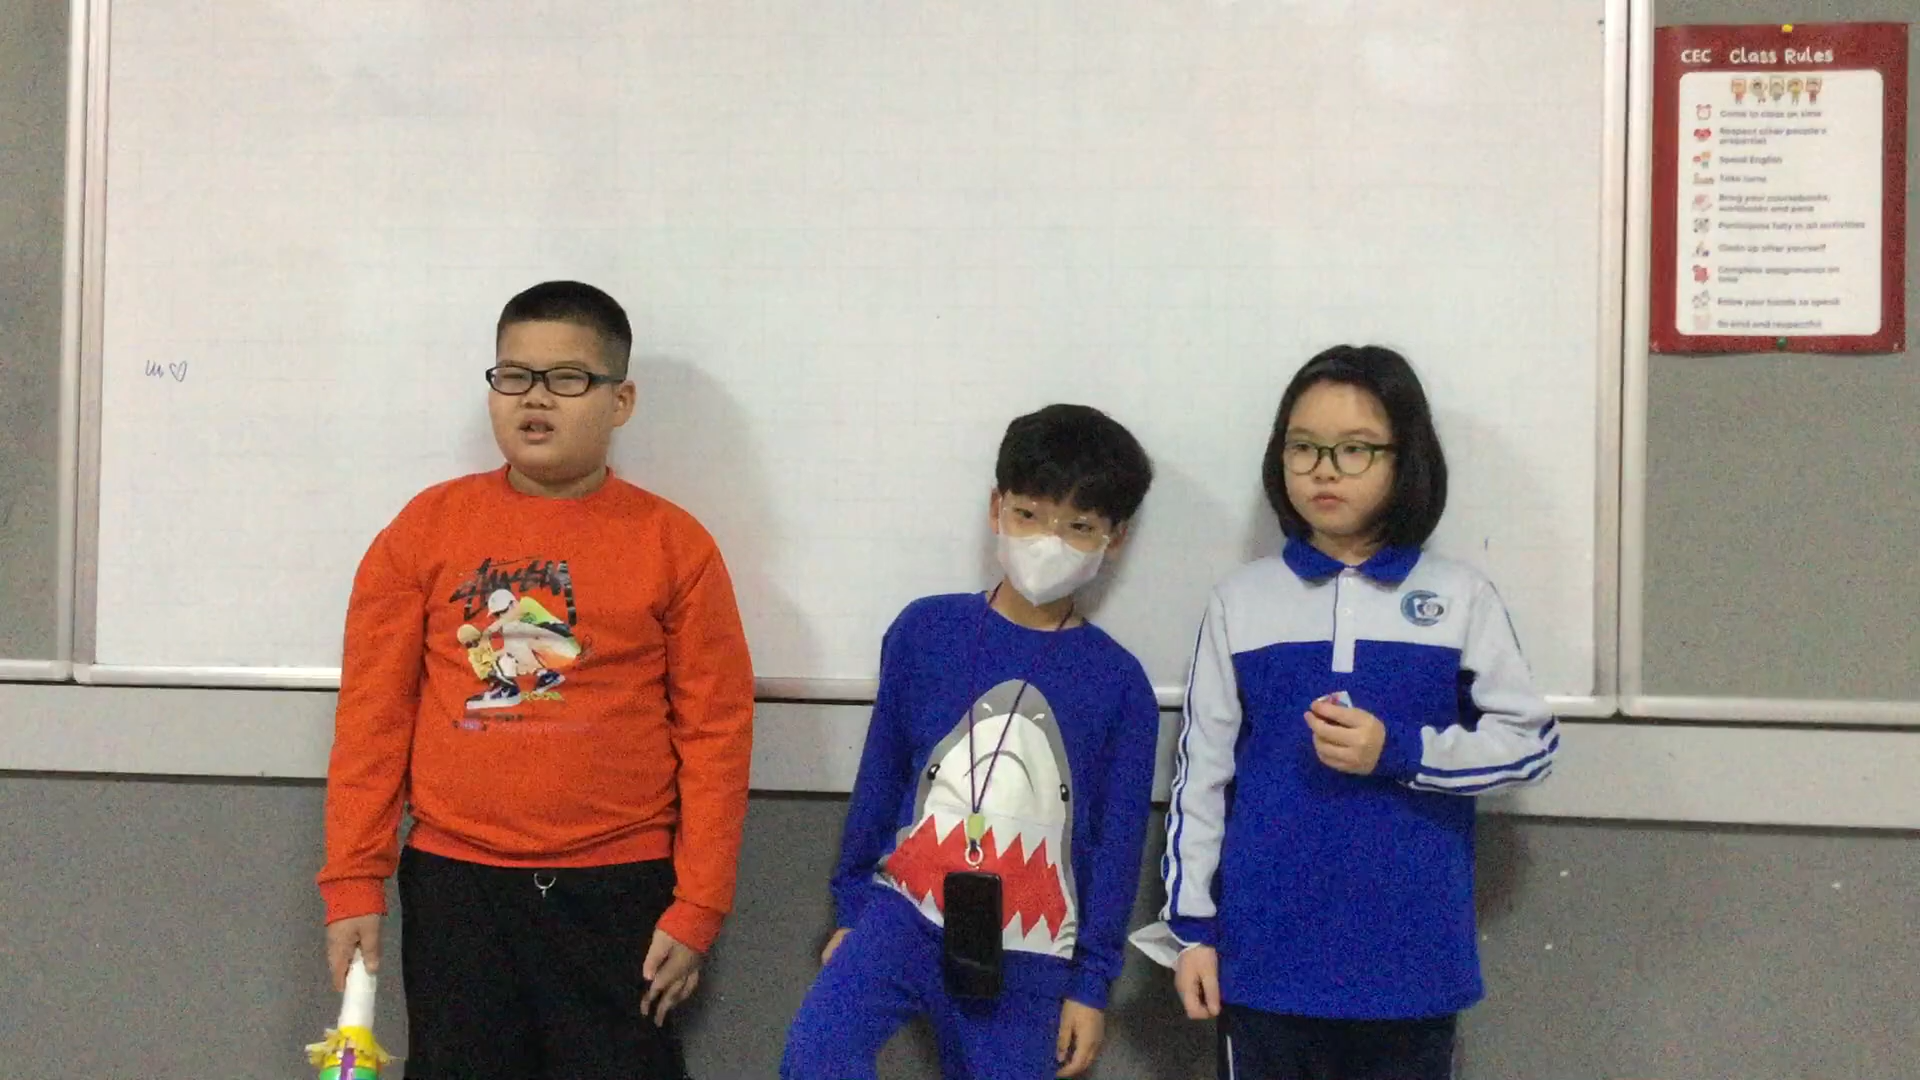 CEC Class Rules
Come to class on time
Respect other people's
properties
Speak English
Take turns
Bring your coursebooks,
workbooks and pens
Participate fully in all activities
Clean up after yourself
Complete assignments on
time
Raise your hands to speak
Be kind and respectful